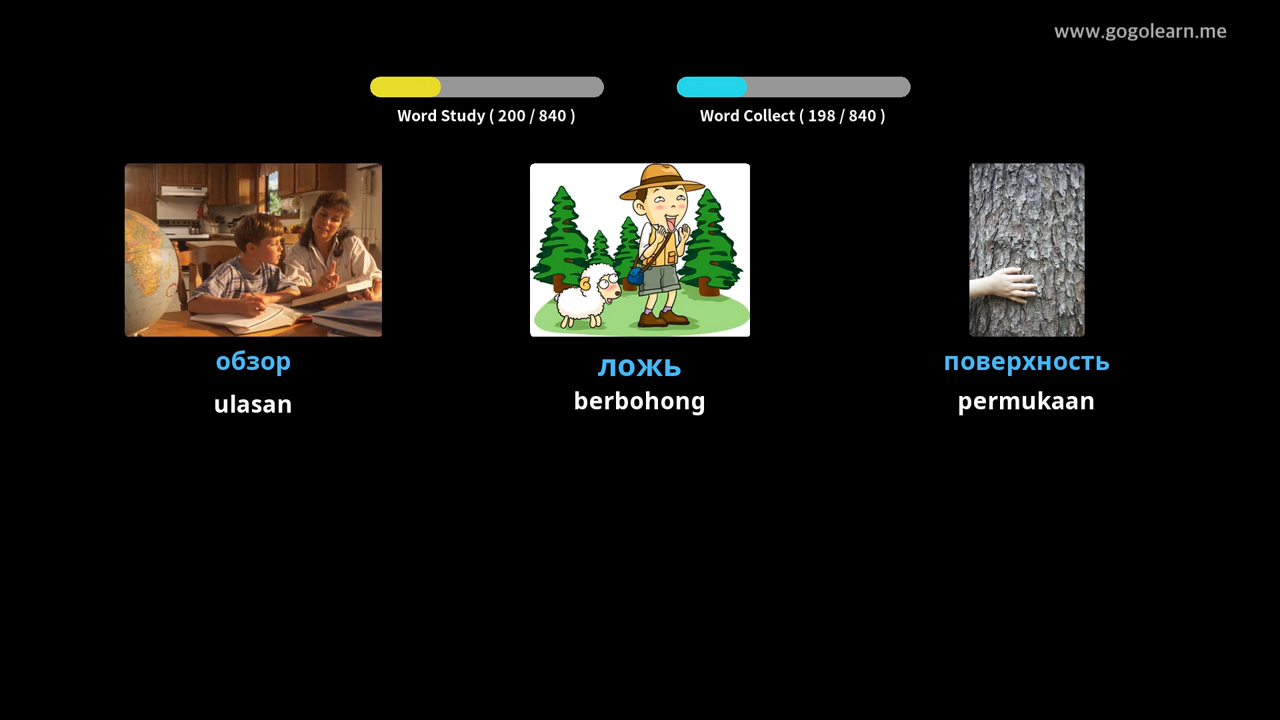 www.gogolearn.me
Word Study ( 200 / 840 )
Word Collect ( 198 / 840 )
обзор
ulasan
ложь
berbohong
поверхность
permukaan